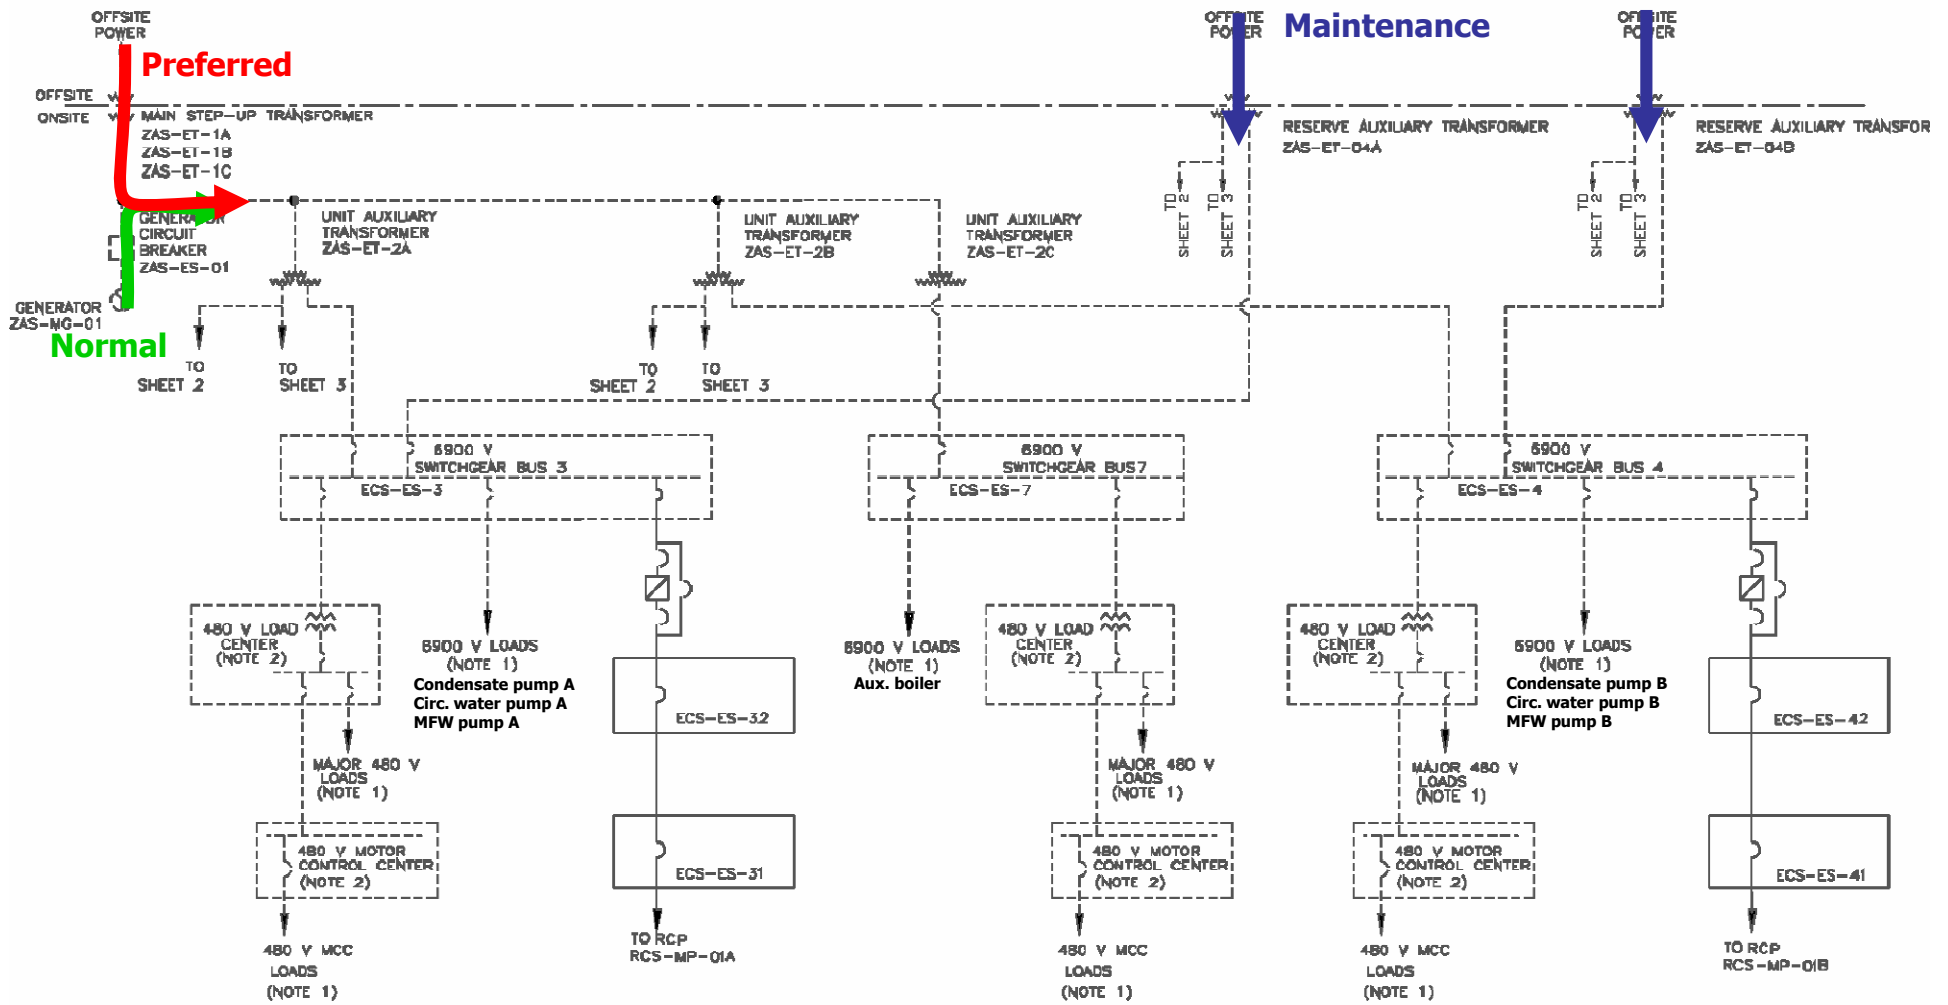 OFFSITE
POWER
Preferred
OFFSITE
POWER
Maintenance
OFFSITE
POWER
OFFSITE
ONSITE
MAIN STEP-UP TRANSFORMER
ZAS-ET-1A
ZAS-ET-1B
ZAS-ET-1C
RESERVE AUXILIARY TRANSFORMER
ZAS-ET-04A
RESERVE AUXILIARY TRANSFOR
ZAS-ET-04B
TO
SHEET 2
TO
SHEET 3
TO
SHEET 2
TO
SHEET 3
GENERATOR
CIRCUIT
BREAKER
ZAS-ES-01
UNIT AUXILIARY
TRANSFORMER
ZAS-ET-2A
UNIT AUXILIARY
TRANSFORMER
ZAS-ET-2B
UNIT AUXILIARY
TRANSFORMER
ZAS-ET-2C
GENERATOR
ZAS-MG-01
Normal
TO
SHEET 2
TO
SHEET 3
TO
SHEET 2
TO
SHEET 3
6900 V
SWITCHGEAR BUS 3
ECS-ES-3
6900 V
SWITCHGEAR BUS7
ECS-ES-7
6900 V
SWITCHGEAR BUS 4
ECS-ES-4
480 V LOAD
CENTER
(NOTE 2)
6900 V LOADS
(NOTE 1)
Condensate pump A
Circ. water pump A
MFW pump A
ECS-ES-32
6900 V LOADS
(NOTE 1)
Aux. boiler
480 V LOAD
CENTER
(NOTE 2)
480 V LOAD
CENTER
(NOTE 2)
6900 V LOADS
(NOTE 1)
Condensate pump B
Circ. water pump B
MFW pump B
ECS-ES-42
MAJOR 480 V
LOADS
(NOTE 1)
MAJOR 480 V
LOADS
(NOTE 1)
MAJOR 480 V
LOADS
(NOTE 1)
480 V MOTOR
CONTROL CENTER
(NOTE 2)
ECS-ES-31
480 V MOTOR
CONTROL CENTER
(NOTE 2)
480 V MOTOR
CONTROL CENTER
(NOTE 2)
ECS-ES-41
480 V MCC
LOADS
(NOTE 1)
TO RCP
RCS-MP-01A
480 V MCC
LOADS
(NOTE 1)
480 V MCC
LOADS
(NOTE 1)
TO RCP
RCS-MP-01B